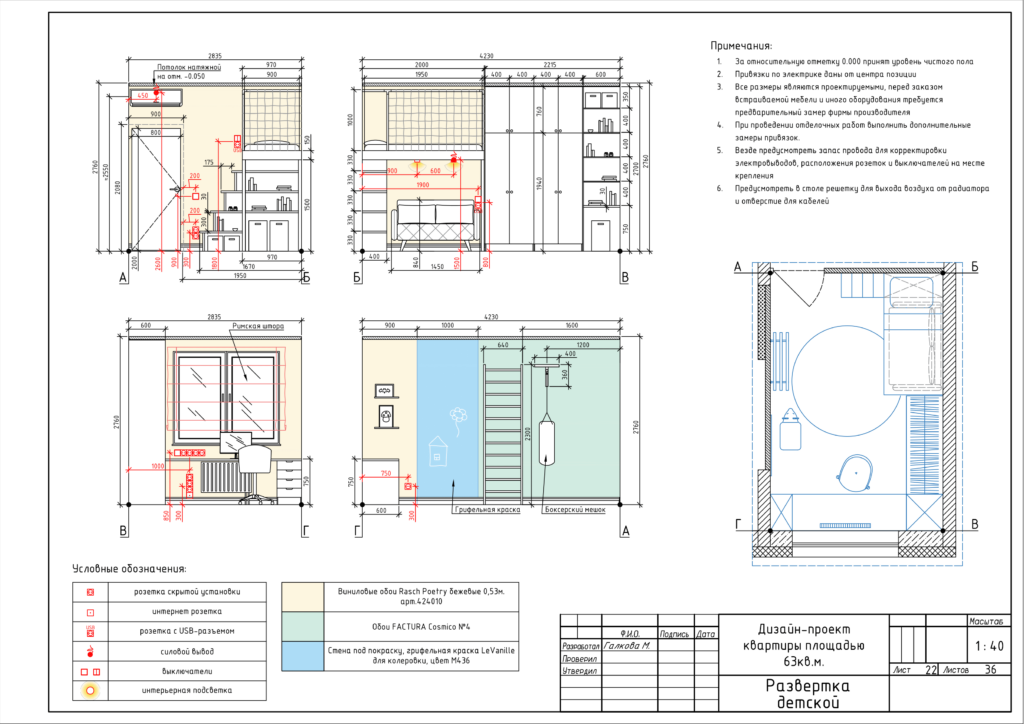 2835
Потолок натяжной
на отм. -0.050
970
900
450
900
800
150
175
200
200
30
300
2760
≈2550
2080
1500
2000
2600
900
300
1800
970
1670
1950
А
Б
4230
2000
2215
1950
400
400
400
400
600
1000
330
330
330
330
900
600
1900
760
1940
30
350
400
400
400
400
750
2700
2760
400
840
1450
1500
800
Б
В
2835
600
Римская штора
2760
1000
750
850
300
В
Г
4230
900
1000
1600
640
1200
400
360
2300
2760
750
750
600
300
Грифельная краска
Боксерский мешок
Г
А
Примечания:
1. За относительную отметку 0.000 принят уровень чистого пола
2. Привязки по электрике даны от центра позиции
3. Все размеры являются проектируемыми, перед заказом
встраиваемой мебели и иного оборудования требуется
предварительный замер фирмы производителя
4. При проведении отделочных работ выполнить дополнительные
замеры привязок.
5. Везде предусмотреть запас провода для корректировки
электровыводов, расположения розеток и выключателей на месте
крепления
6. Предусмотреть в столе решетку для выхода воздуха от радиатора
и отверстие для кабелей
А
Б
Г
В
Условные обозначения:
розетка скрытой установки
интернет розетка
USB
розетка с USB-разъемом
силовой вывод
выключатели
интерьерная подсветка
Виниловые обои Rasch Poetry бежевые 0,53м.
арт.424010
Обои FACTURA Cosmico №4
Стена под покраску, грифельная краска LeVanille
для колеровки, цвет М436
Ф.И.О.
Подпись
Дата
Разработал
Галкова М.
Проверил
Утвердил
Дизайн-проект
квартиры площадью
63кв.м.
Развертка
детской
Масштаб
1:40
Лист
22
Листов
36